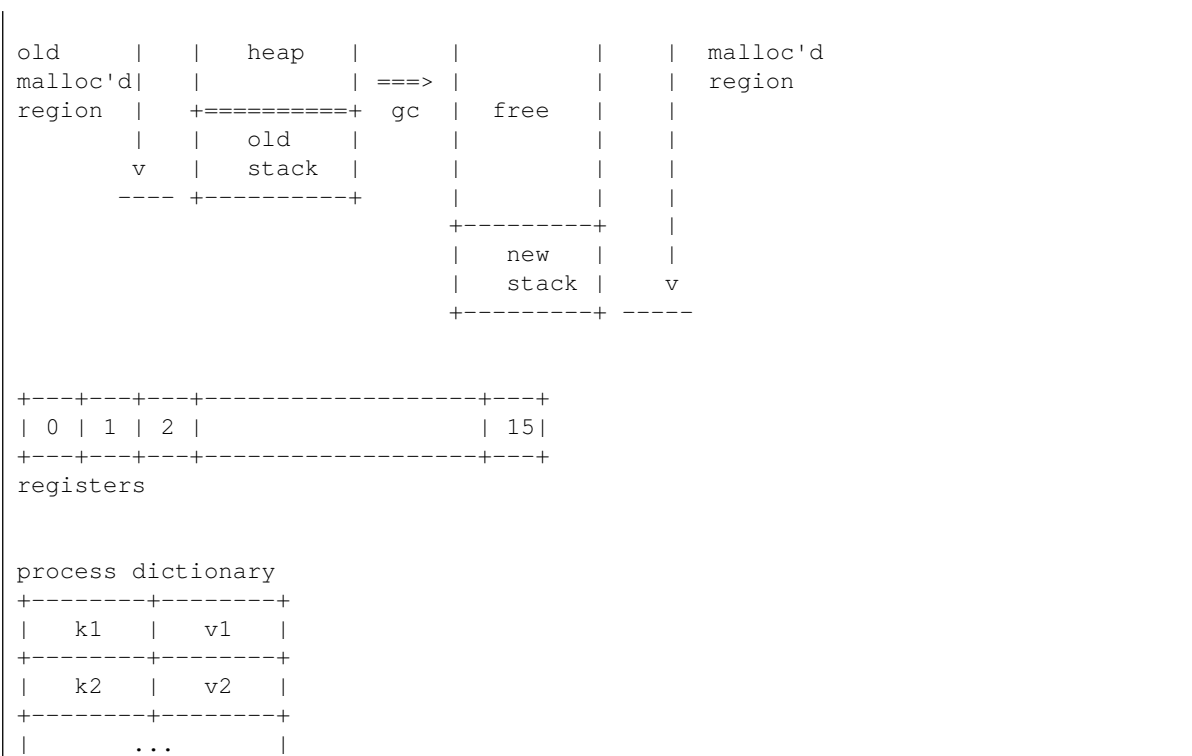 old       |   |   heap   |      |         |    |  malloc'd
malloc'd|   |          | ===> |         |    |  region
region  |   +==========+  gc  |  free   |    |
        |   |   old    |      |         |    |
        v   |   stack  |      |         |    |
       ---- +----------+      |         |    |
                              +---------+    |
                              |   new   |    |
                              |   stack |    v
                              +---------+ -----
+---+---+---+-------------------+---+
| 0 | 1 | 2 |                   | 15|
+---+---+---+-------------------+---+
registers
process dictionary
+--------+--------+
|   k1   |   v1   |
+--------+--------+
|   k2   |   v2   |
+--------+--------+
|       ...       |